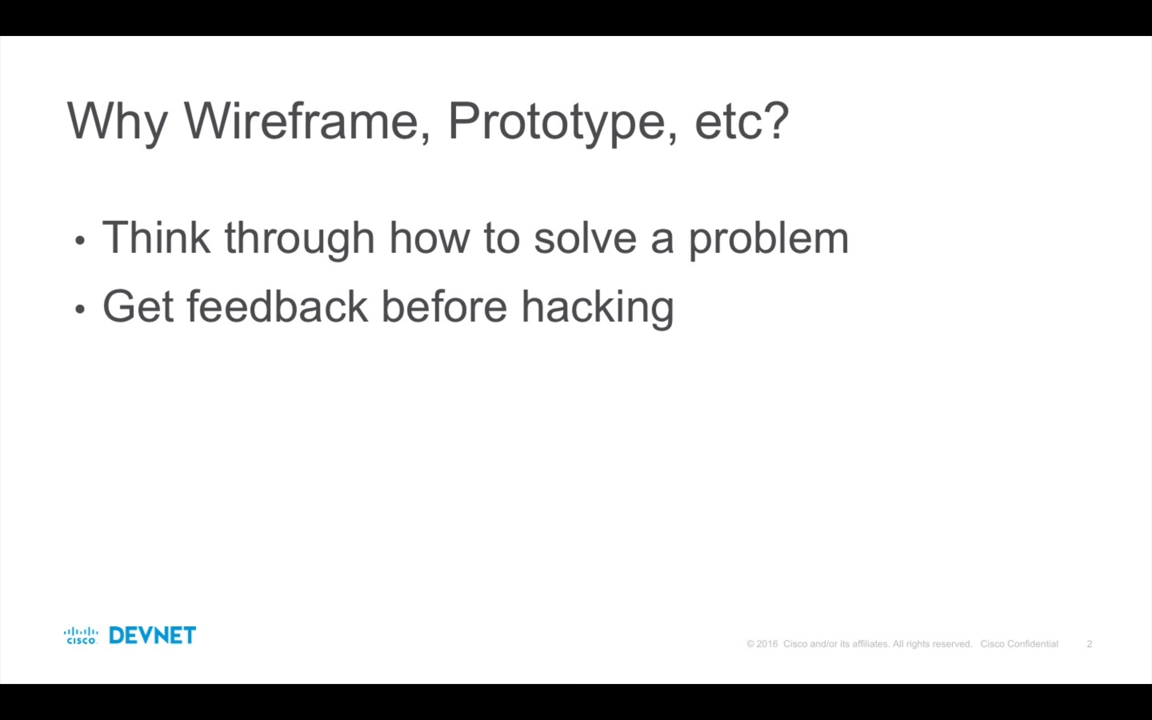 Why Wireframe, Prototype, etc?
• Think through how to solve a problem
• Get feedback before hacking
CISCO DEVNET
© 2016 Cisco and/or its affiliates. All rights reserved. Cisco Confidential 2